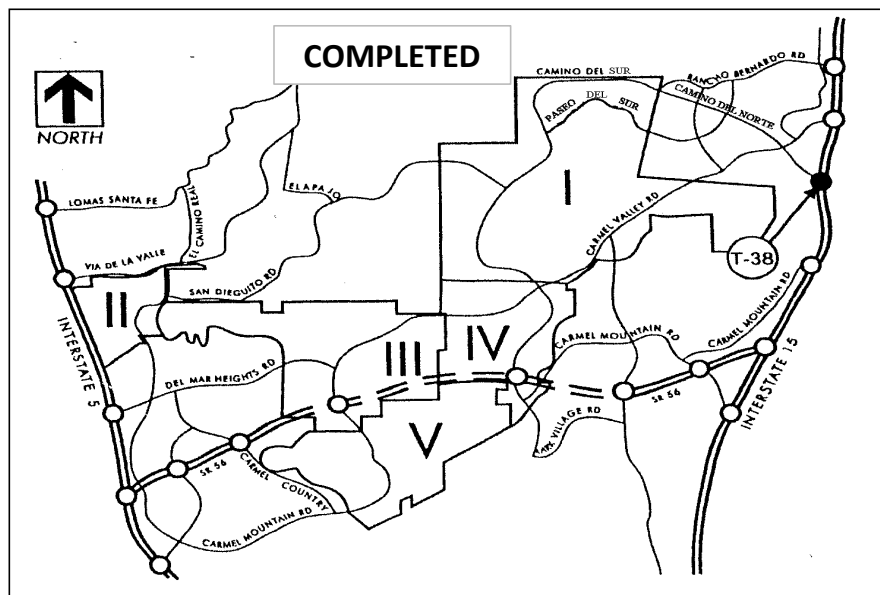 COMPLETED
NORTH
CAMINO DEL SUR
RANCHO BERNARDO RD
CAMINO DEL NORTE
PASEO DEL SUR
LOMAS SANTA FE
EL CAMINO REAL
EL APAJO
I
CARMEL VALLEY RD
T-38
VIA DE LA VALLE
SAN DIEGUITO RD
II
CARMEL MOUNTAIN RD
INTERSTATE 5
III
IV
CARMEL MOUNTAIN RD
DEL MAR HEIGHTS RD
INTERSTATE 15
SR 56
PARK VILLAGE RD
V
SR 56
CARMEL COUNTRY
CARMEL MOUNTAIN RD